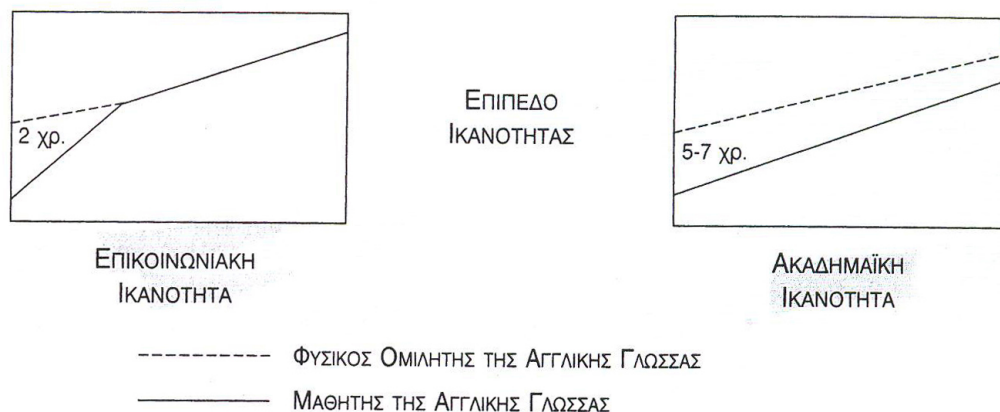 2 χρ.
ΕΠΙΠΕΔΟ
ΙΚΑΝΟΤΗΤΑΣ
5-7 χρ.
ΕΠΙΚΟΙΝΩΝΙΑΚΗ
ΙΚΑΝΟΤΗΤΑ
ΑΚΑΔΗΜΑΪΚΗ
ΙΚΑΝΟΤΗΤΑ
ΦΥΣΙΚΟΣ ΟΜΙΛΗΤΗΣ ΤΗΣ ΑΓΓΛΙΚΗΣ ΓΛΩΣΣΑΣ
ΜΑΘΗΤΗΣ ΤΗΣ ΑΓΓΛΙΚΗΣ ΓΛΩΣΣΑΣ